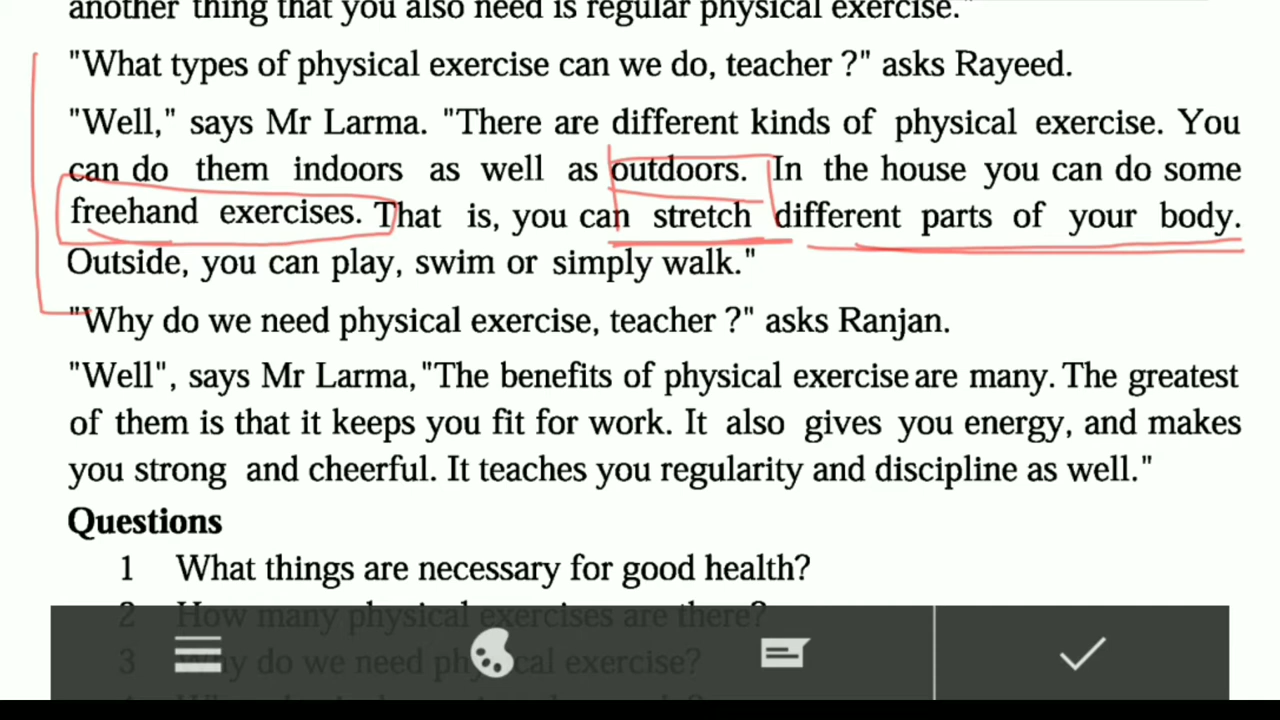 another thing that you also need is regular physical exercise."
"What types of physical exercise can we do, teacher ?" asks Rayeed.
"Well," says Mr Larma. "There are different kinds of physical exercise. You
can do them indoors as well as outdoors. In the house you can do some
freehand exercises. That is, you can stretch different parts of your body.
Outside, you can play, swim or simply walk."
"Why do we need physical exercise, teacher ?" asks Ranjan.
"Well", says Mr Larma, "The benefits of physical exercise are many. The greatest
of them is that it keeps you fit for work. It also gives you energy, and makes
you strong and cheerful. It teaches you regularity and discipline as well."
Questions
1 What things are necessary for good health?
2 How many physical exercises are there?
3 Why do we need physical exercise?